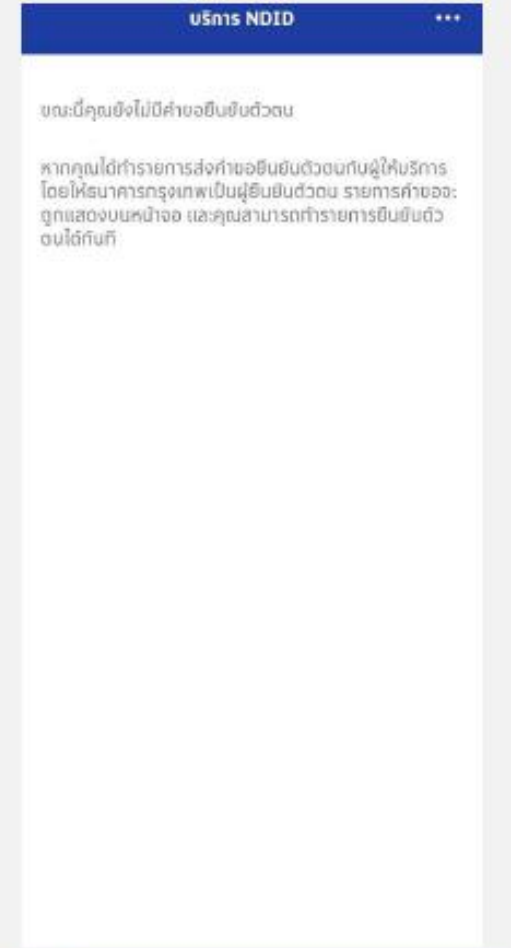 บริการ NDID
ขณะนี้คุณยังไม่มีคำขอยืนยันตัวตน
หากคุณได้ทำรายการส่งคำขอยืนยันตัวตนกับผู้ให้บริการ
โดยให้ธนาคารกรุงเทพเป็นผู้ยืนยันตัวตน รายการคำขอจะ
ถูกแสดงบนหน้าจอ และคุณสามารถทำรายการยืนยันตัว
ตนได้ทันที